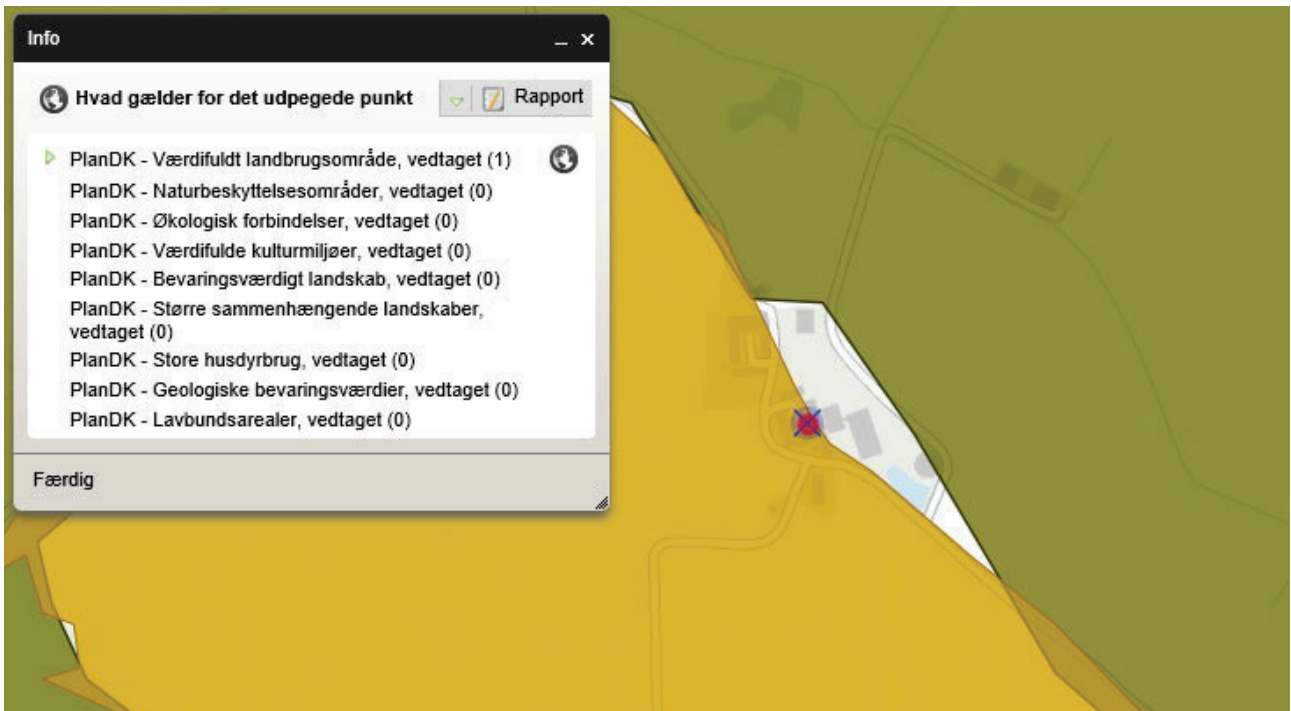 Info
Hvad gælder for det udpegede punkt
Rapport
PlanDK - Værdifuldt landbrugsområde, vedtaget (1)
PlanDK - Naturbeskyttelsesområder, vedtaget (0)
PlanDK - Økologisk forbindelser, vedtaget (0)
PlanDK - Værdifulde kulturmiljøer, vedtaget (0)
PlanDK - Bevaringsværdigt landskab, vedtaget (0)
PlanDK - Større sammenhængende landskaber,
vedtaget (0)
PlanDK - Store husdyrbrug, vedtaget (0)
PlanDK - Geologiske bevaringsværdier, vedtaget (0)
PlanDK - Lavbundsarealer, vedtaget (0)
Færdig